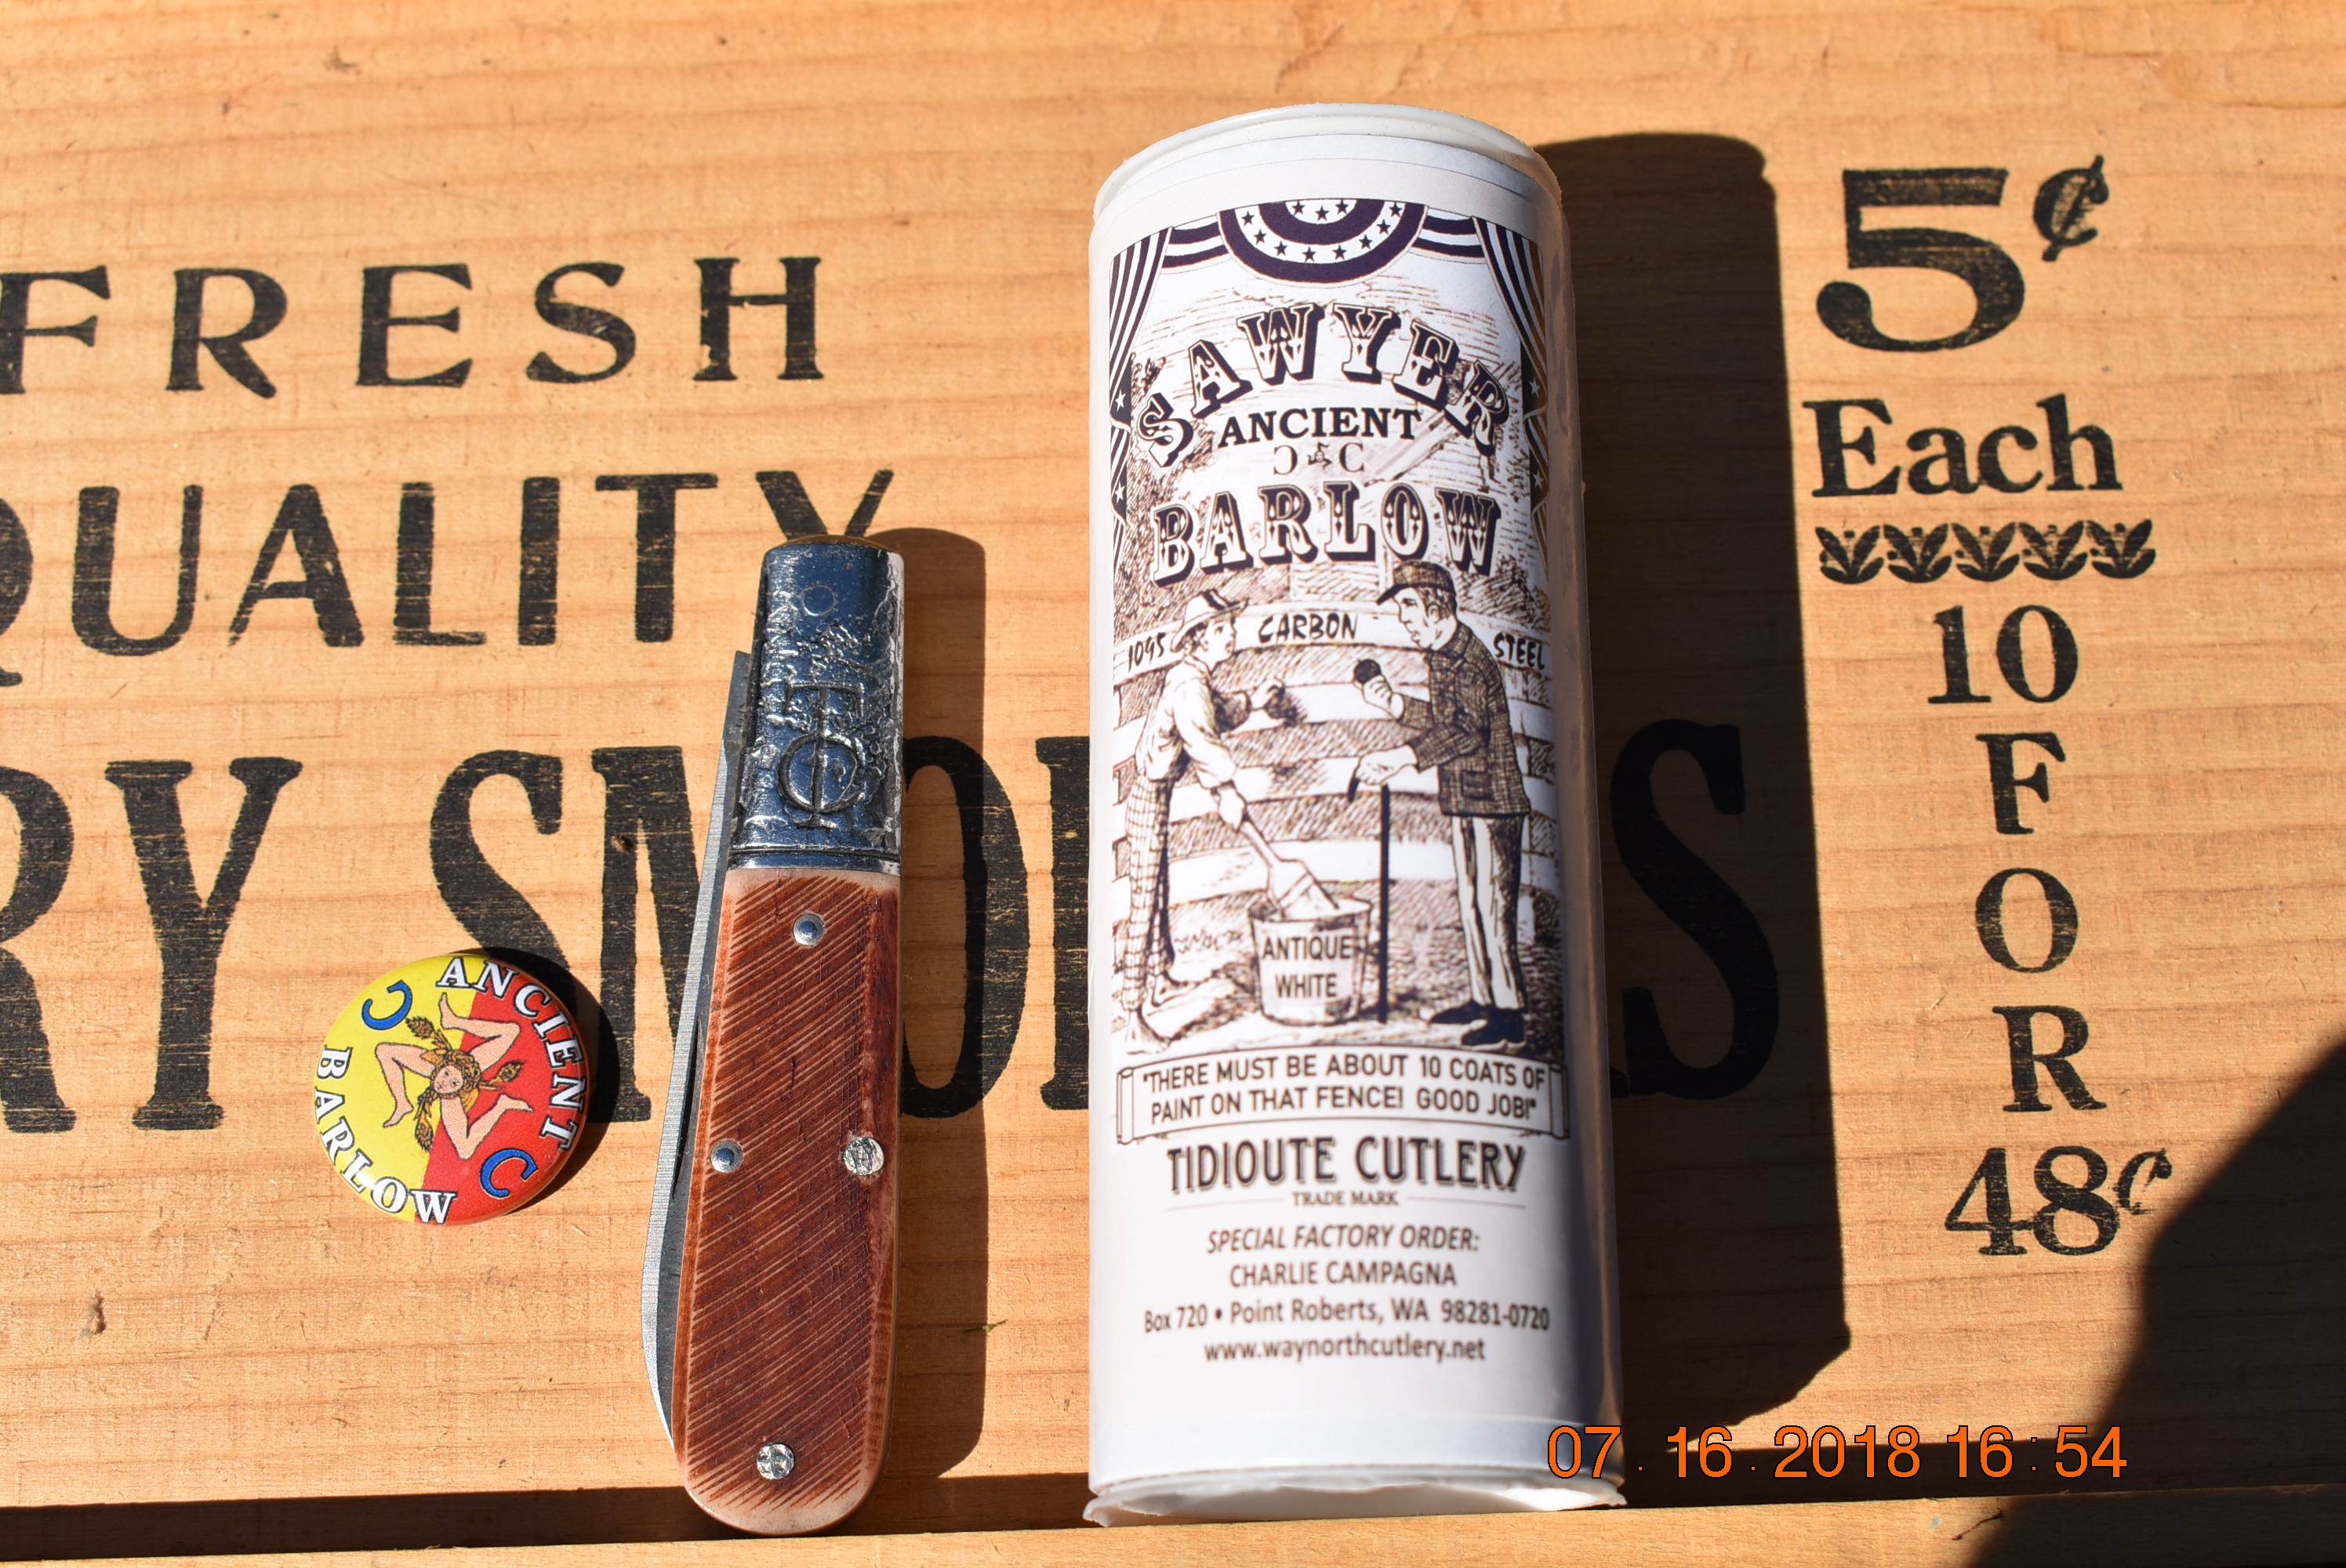 FRESH
QUALITY
RY SMO
S
5¢
Each
10
FOR
48¢
TC
ANCIENT
BARLOW
C C
SAWYER
ANCIENT
C C
BARLOW
1095 CARBON STEEL
ANTIQUE
WHITE
"THERE MUST BE ABOUT 10 COATS OF
PAINT ON THAT FENCE! GOOD JOB!"
TIDIOUTE CUTLERY
TRADE MARK
SPECIAL FACTORY ORDER:
CHARLIE CAMPAGNA
Box 720 • Point Roberts, WA 98281-0720
www.waynorthcutlery.net
07.16.2018 16:54